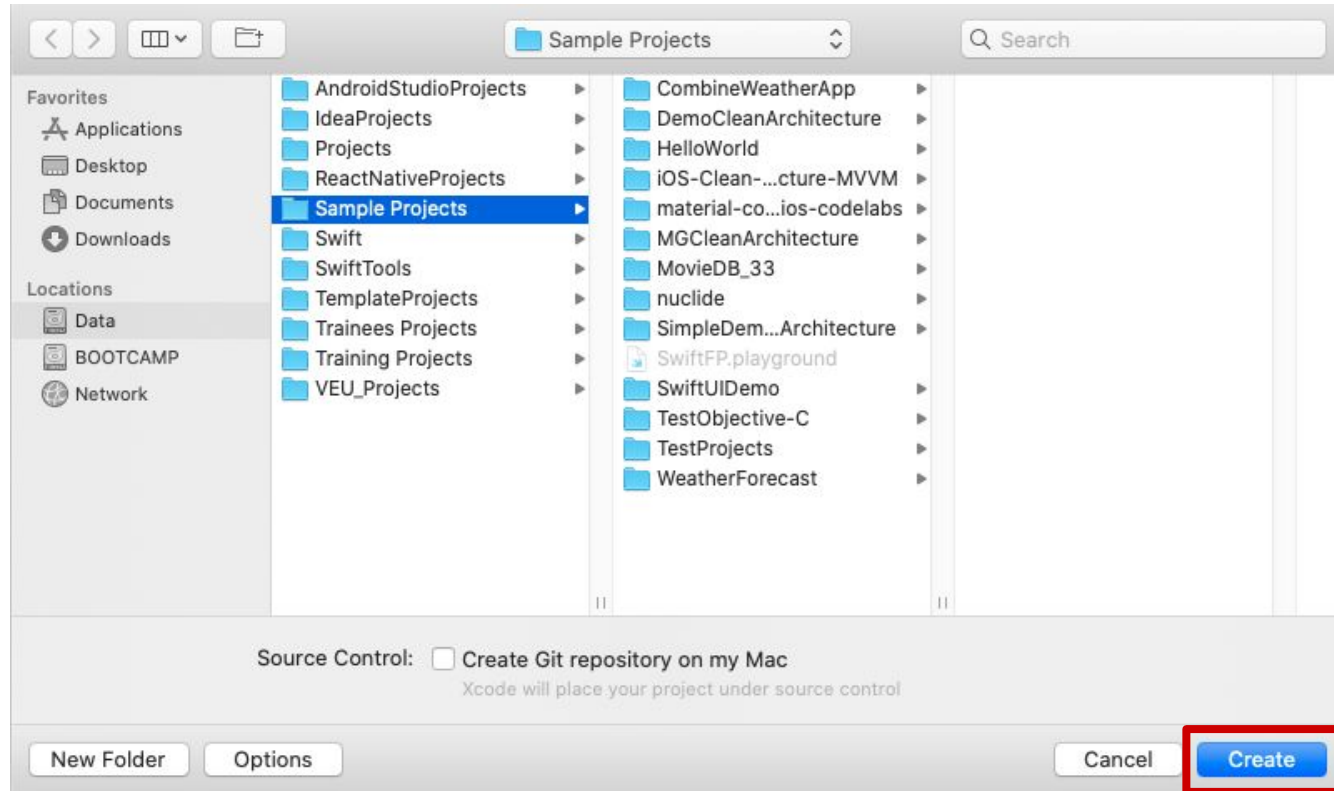 Sample Projects
Search
Favorites
Applications
Desktop
Documents
Downloads
Locations
Data
BOOTCAMP
Network
AndroidStudioProjects
IdeaProjects
Projects
ReactNativeProjects
Sample Projects
Swift
SwiftTools
TemplateProjects
Trainees Projects
Training Projects
VEU_Projects
CombineWeatherApp
DemoCleanArchitecture
HelloWorld
iOS-Clean-...cture-MVVM
material-co...ios-codelabs
MGCleanArchitecture
MovieDB_33
nuclide
SimpleDem...Architecture
SwiftFP.playground
SwiftUIDemo
TestObjective-C
TestProjects
WeatherForecast
Source Control: Create Git repository on my Mac
Xcode will place your project under source control
New Folder Options Cancel Create